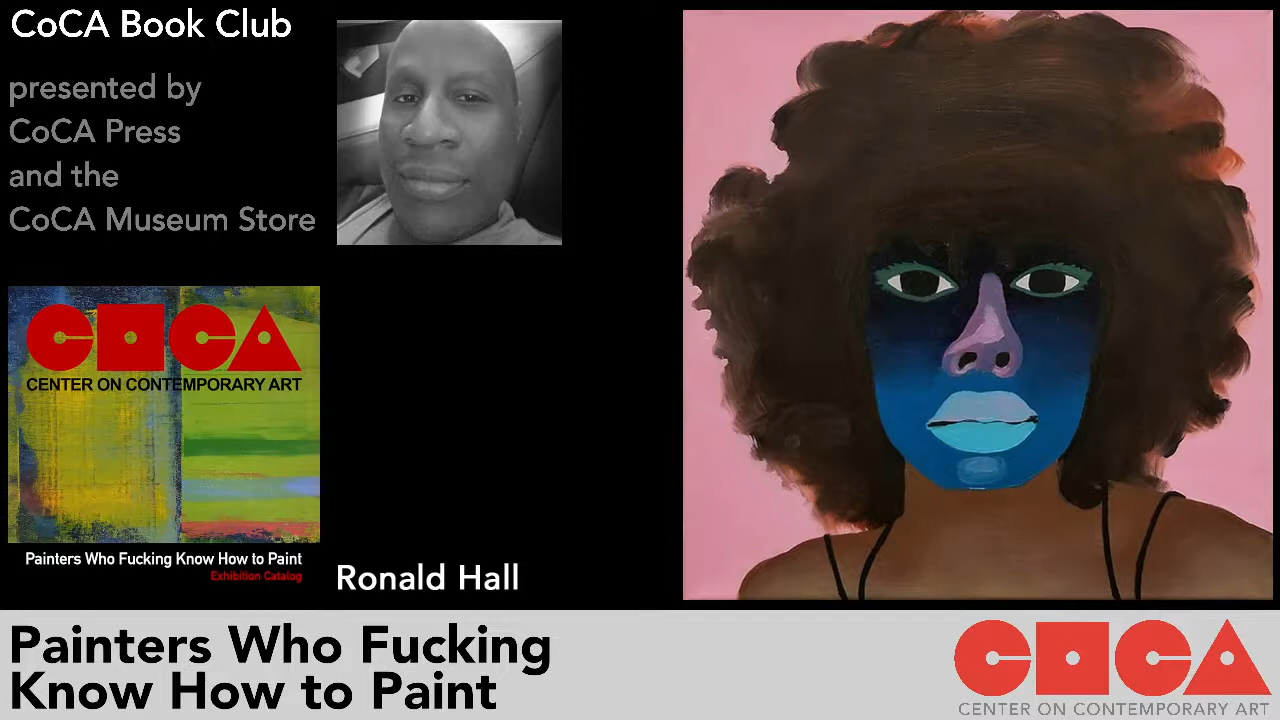 CoCA Book Club
presented by
CoCA Press
and the
CoCA Museum Store
COCA
CENTER ON CONTEMPORARY ART
Painters Who Fucking Know How to Paint
Exhibition Catalog
Ronald Hall
Painters Who Fucking
Know How to Paint
COCA
CENTER ON CONTEMPORARY ART